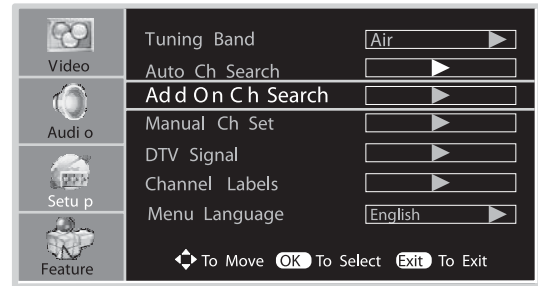 Video
Audi o
Setu p
Feature
Tuning Band Air
Auto Ch Search
Ad d On C h Search
Manual Ch Set
DTV Signal
Channel Labels
Menu Language English
To Move OK To Select Exit To Exit